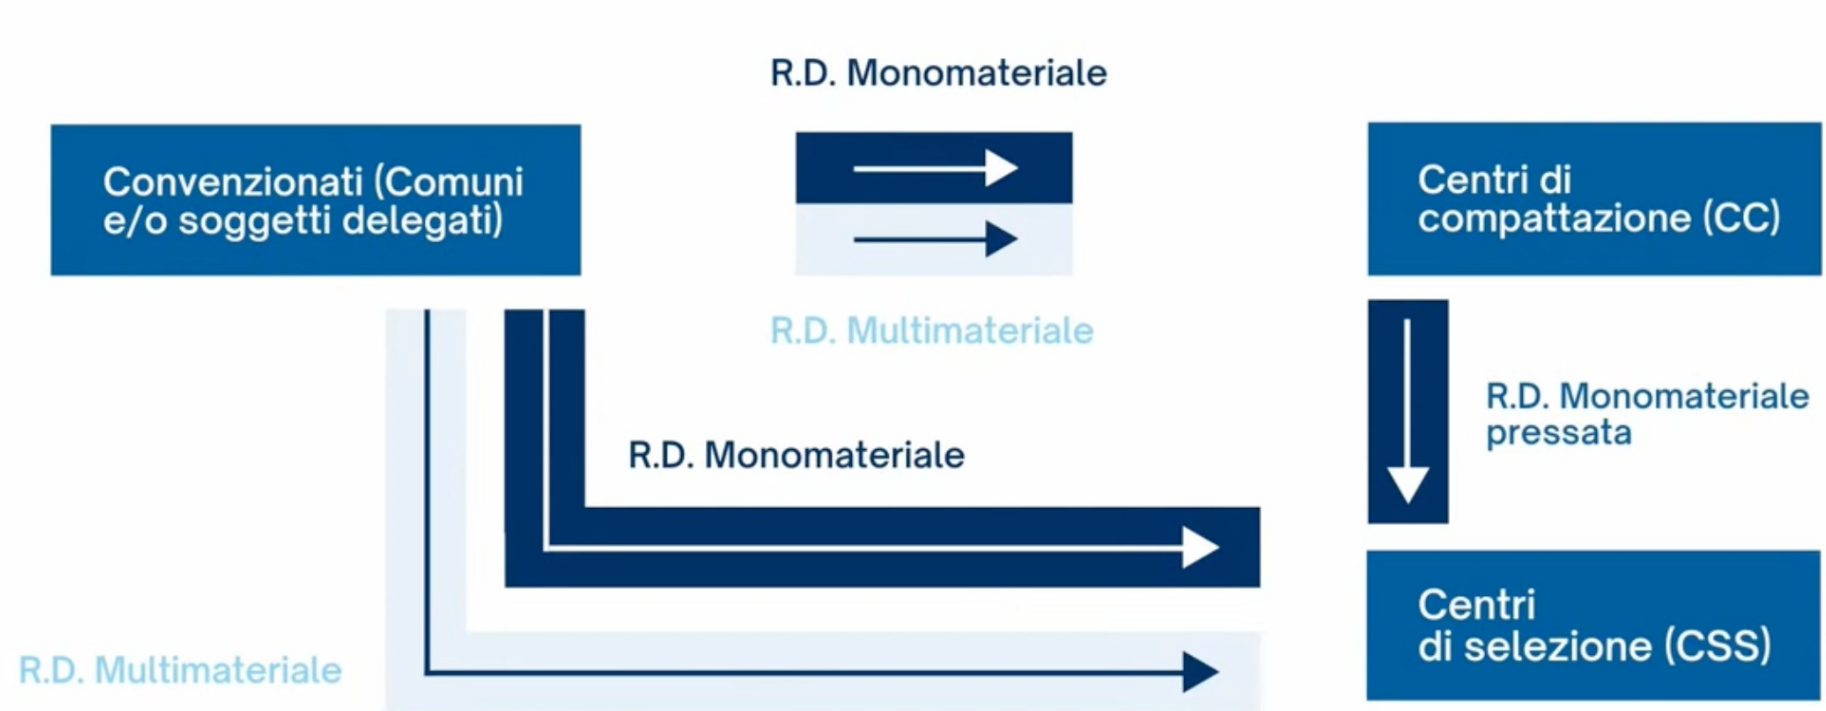 R.D. Monomateriale
Convenzionati (Comuni
e/o soggetti delegati)
Centri di
compattazione (CC)
R.D. Multimateriale
R.D. Monomateriale
pressata
R.D. Monomateriale
Centri
di selezione (CSS)
R.D. Multimateriale